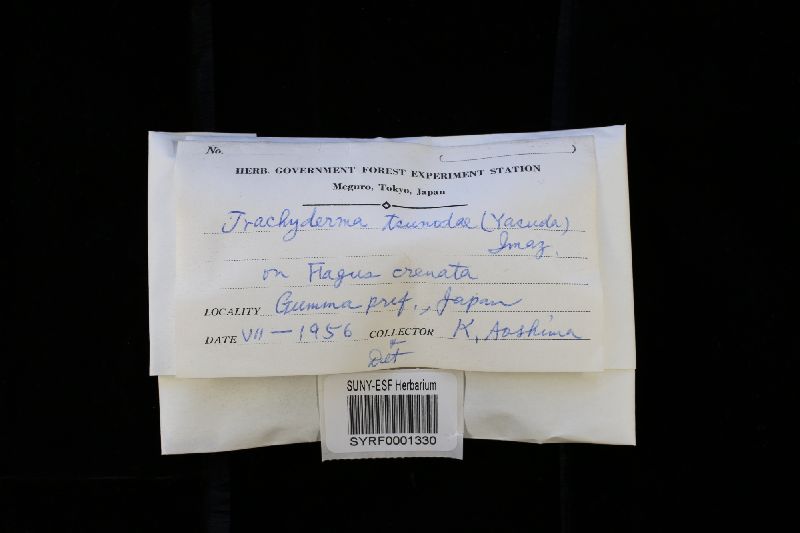 No. ( )
HERB. GOVERNMENT FOREST EXPERIMENT STATION
Meguro, Tokyo, Japan
Trachyderma tsunodae (Yasuda)
Imaz.
on Fagus crenata
LOCALITY Gumma pref., Japan
DATE VII — 1956 COLLECTOR K. Aoshima
& Det
SUNY-ESF Herbarium
SYRF0001330